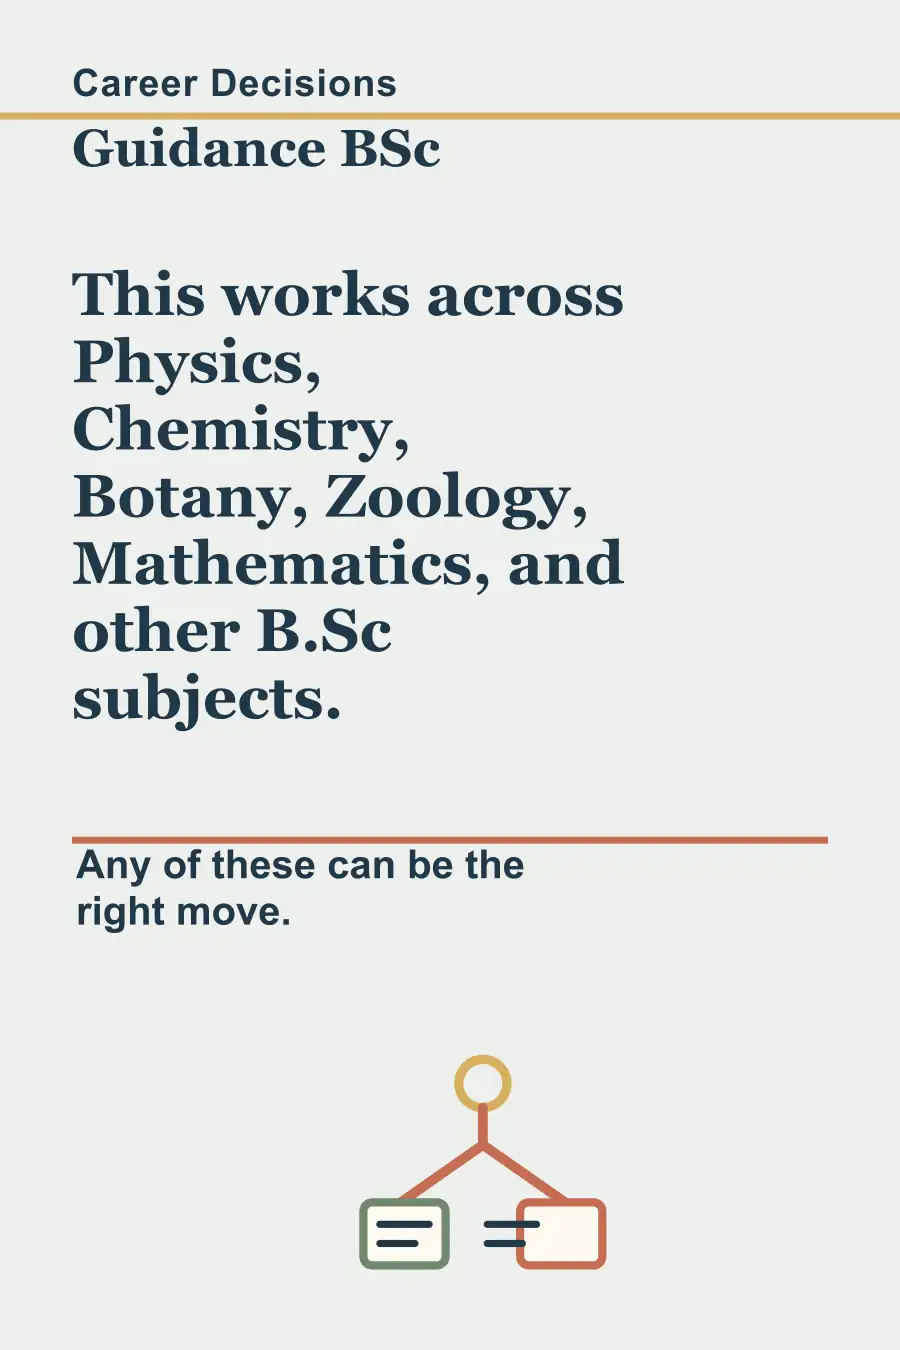 Career Decisions
Guidance BSc
This works across
Physics,
Chemistry,
Botany, Zoology,
Mathematics, and
other B.Sc
subjects.
Any of these can be the
right move.